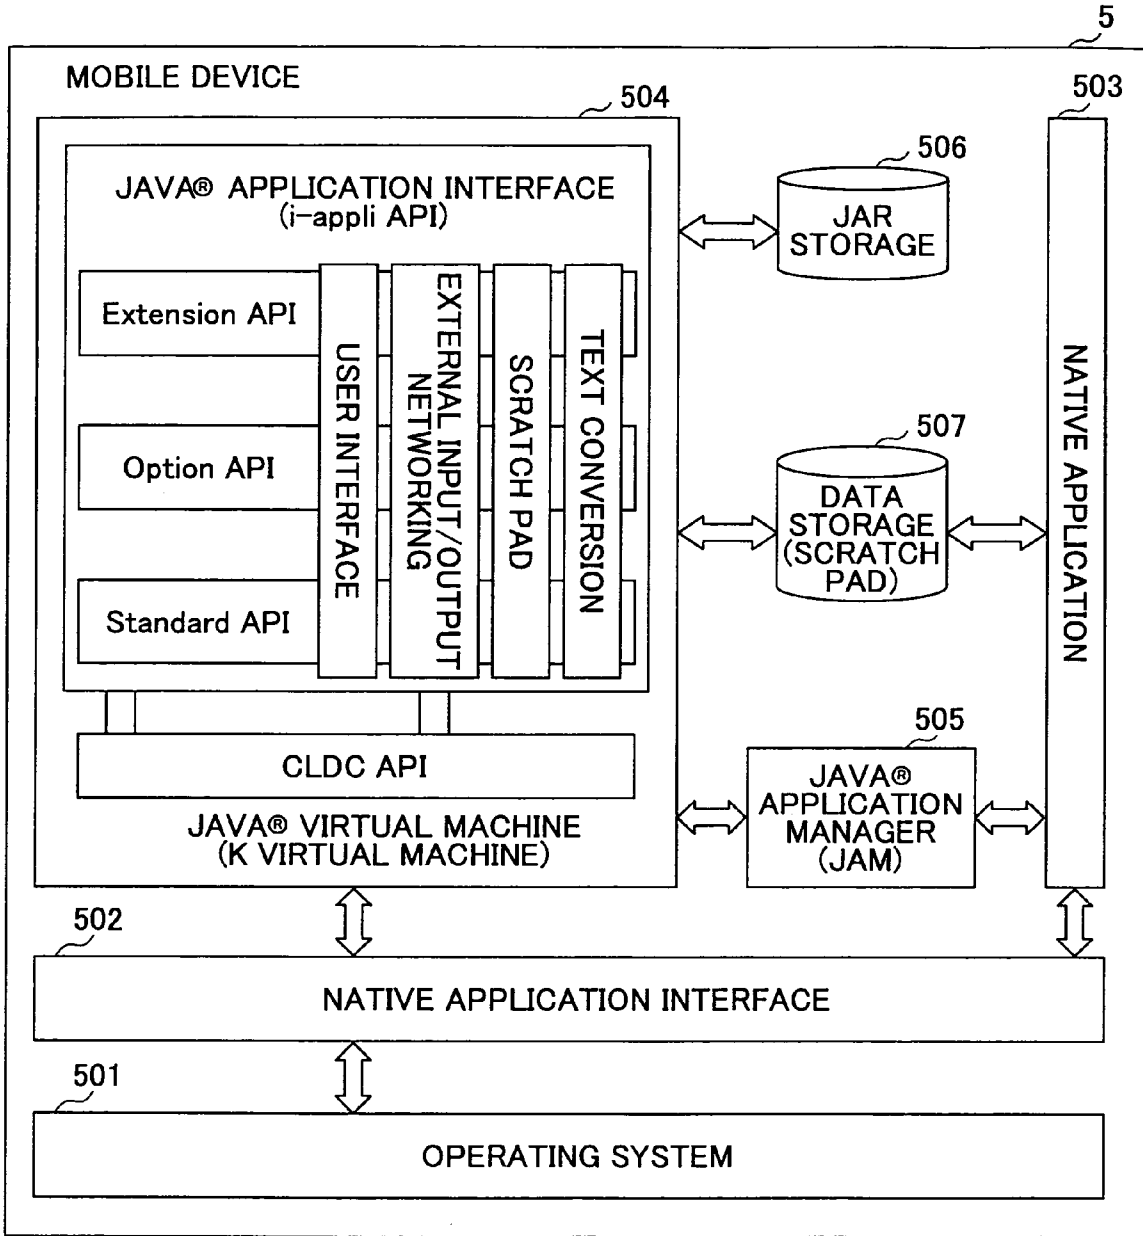 5
MOBILE DEVICE
504
503
JAVA® APPLICATION INTERFACE
(i-appli API)
506
JAR
STORAGE
Extension API
Option API
Standard API
USER INTERFACE
EXTERNAL INPUT/OUTPUT
NETWORKING
SCRATCH PAD
TEXT CONVERSION
507
DATA
STORAGE
(SCRATCH
PAD)
NATIVE APPLICATION
CLDC API
JAVA® VIRTUAL MACHINE
(K VIRTUAL MACHINE)
505
JAVA®
APPLICATION
MANAGER
(JAM)
502
NATIVE APPLICATION INTERFACE
501
OPERATING SYSTEM